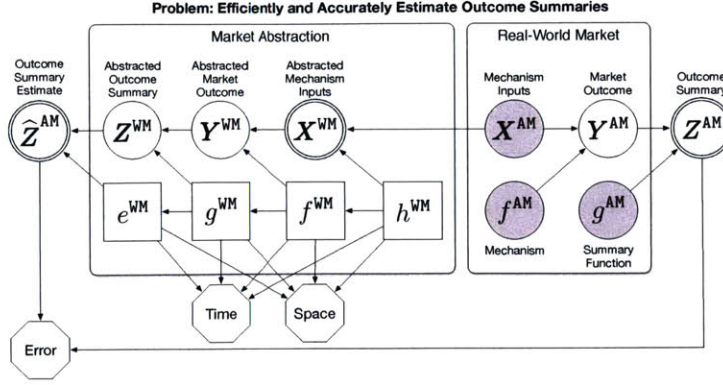 Problem: Efficiently and Accurately Estimate Outcome Summaries
Market Abstraction
Real-World Market
Outcome
Summary
Estimate
Abstracted
Outcome
Summary
Abstracted
Market
Outcome
Abstracted
Mechanism
Inputs
Mechanism
Inputs
Market
Outcome
Outcome
Summary
Ẑ^AM
Z^WM
Y^WM
X^WM
X^AM
Y^AM
Z^AM
e^WM
g^WM
f^WM
h^WM
f^AM
g^AM
Mechanism
Summary
Function
Time
Space
Error